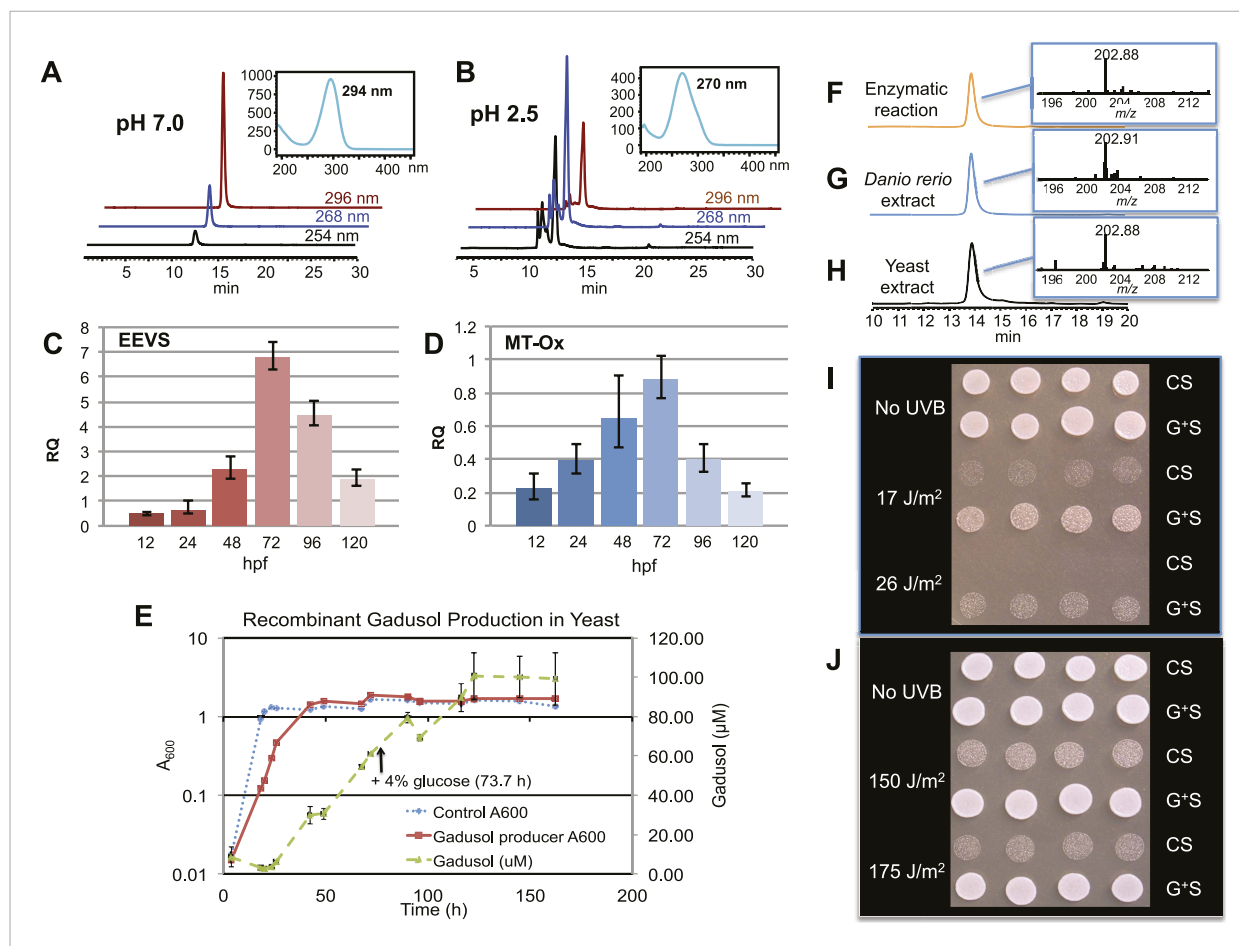 A
pH 7.0
1000
750
500
250
0
294 nm
200 300 400 nm
296 nm
268 nm
254 nm
5 10 15 20 25 30
min
B
pH 2.5
400
300
200
100
0
270 nm
200 300 400 nm
296 nm
268 nm
254 nm
5 10 15 20 25 30
min
C
EEVS
8
7
6
5
4
3
2
1
0
RQ
12 24 48 72 96 120
hpf
D
MT-Ox
1.2
1
0.8
0.6
0.4
0.2
0
RQ
12 24 48 72 96 120
hpf
E
Recombinant Gadusol Production in Yeast
10
1
0.1
0.01
A600
120.00
100.00
80.00
60.00
40.00
20.00
0.00
Gadusol (µM)
+ 4% glucose (73.7 h)
Control A600
Gadusol producer A600
Gadusol (uM)
0 50 100 150 200
Time (h)
F
Enzymatic
reaction
202.88
196 200 204 208 212
m/z
G
Danio rerio
extract
202.91
196 200 204 208 212
m/z
H
Yeast
extract
202.88
196 200 204 208 212
m/z
10 11 12 13 14 15 16 17 18 19 20
min
I
No UVB
CS
G+S
17 J/m²
CS
G+S
26 J/m²
CS
G+S
J
No UVB
CS
G+S
150 J/m²
CS
G+S
175 J/m²
CS
G+S